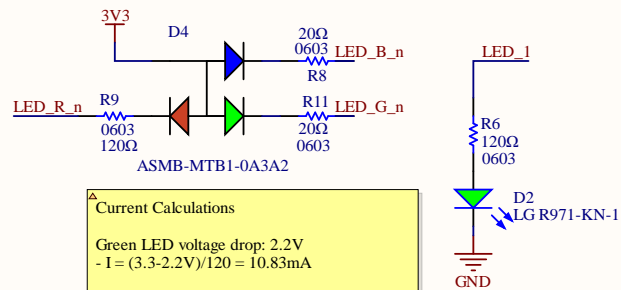 3V3
D4
20Ω
0603
LED_B_n
R8
LED_1
LED_R_n
R9
0603
120Ω
R11
LED_G_n
20Ω
0603
R6
120Ω
0603
ASMB-MTB1-0A3A2
D2
LG R971-KN-1
GND
Current Calculations
Green LED voltage drop: 2.2V
- I = (3.3-2.2V)/120 = 10.83mA